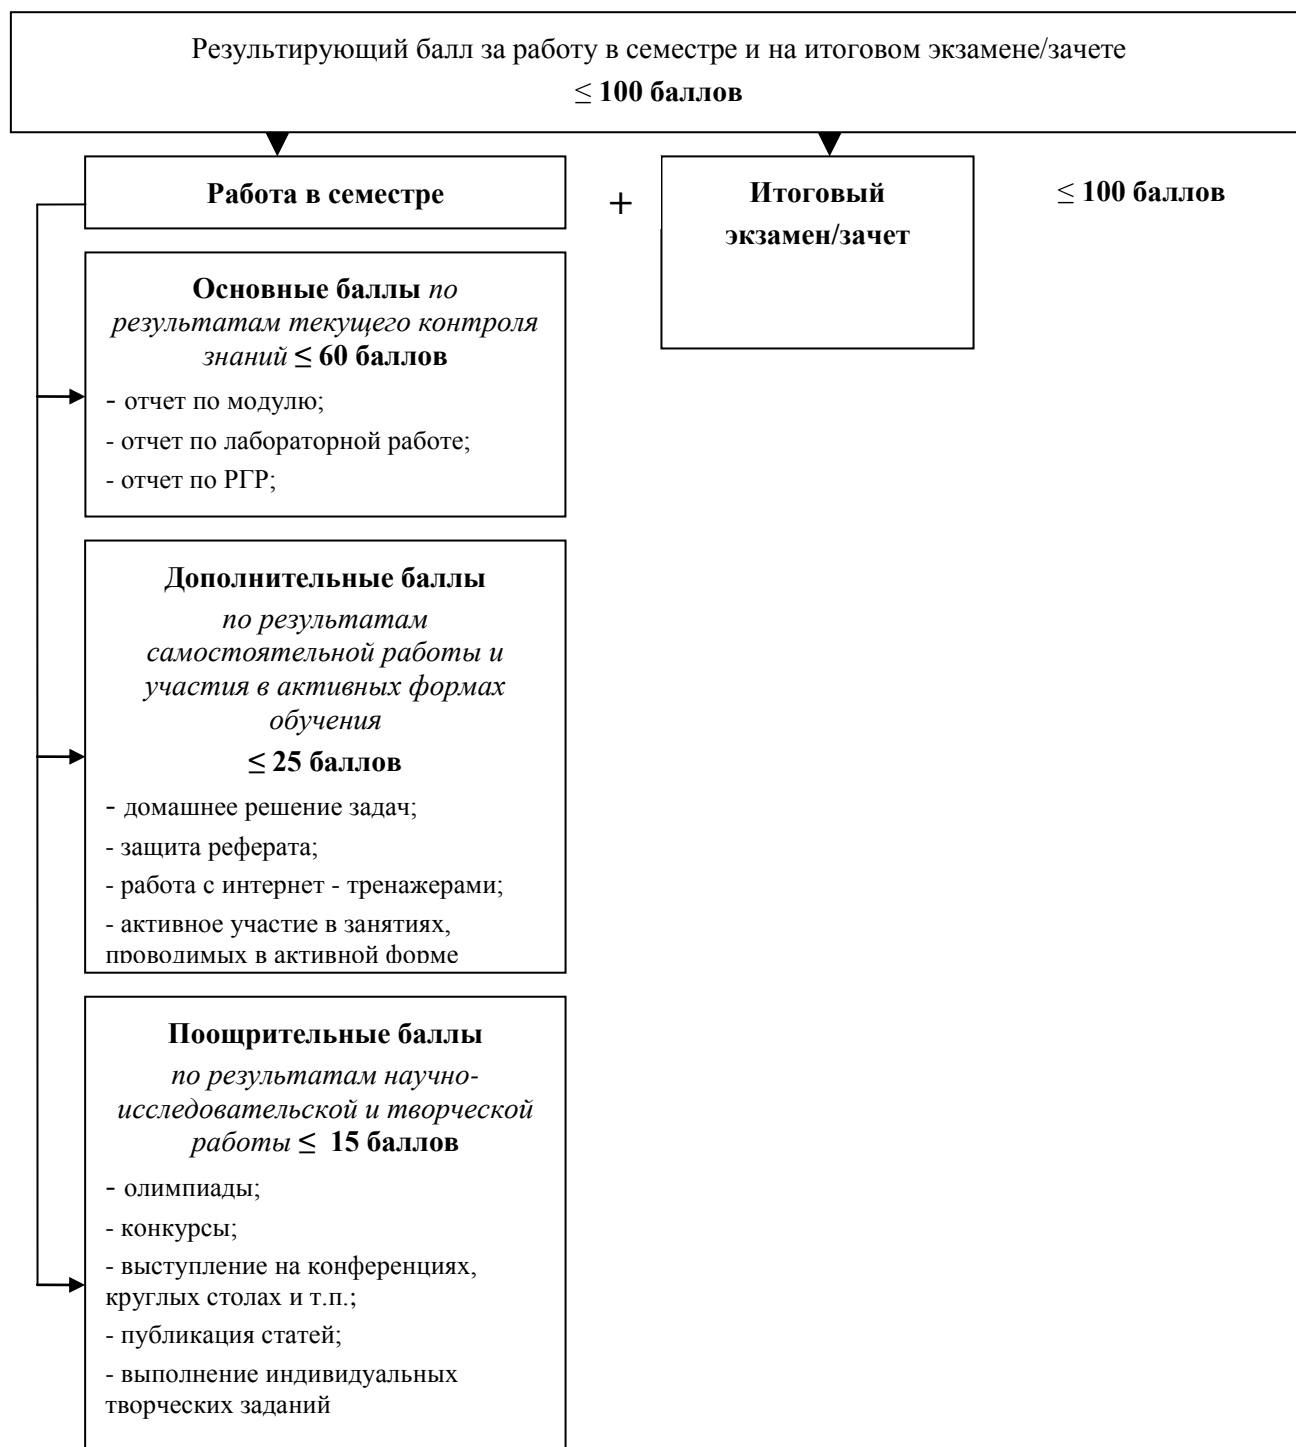 Результирующий балл за работу в семестре и на итоговом экзамене/зачете
≤ 100 баллов
Работа в семестре
+
Итоговый
экзамен/зачет
≤ 100 баллов
Основные баллы по
результатам текущего контроля
знаний ≤ 60 баллов
- отчет по модулю;
- отчет по лабораторной работе;
- отчет по РГР;
Дополнительные баллы
по результатам
самостоятельной работы и
участия в активных формах
обучения
≤ 25 баллов
- домашнее решение задач;
- защита реферата;
- работа с интернет - тренажерами;
- активное участие в занятиях,
проводимых в активной форме
Поощрительные баллы
по результатам научно-
исследовательской и творческой
работы ≤ 15 баллов
- олимпиады;
- конкурсы;
- выступление на конференциях,
круглых столах и т.п.;
- публикация статей;
- выполнение индивидуальных
творческих заданий